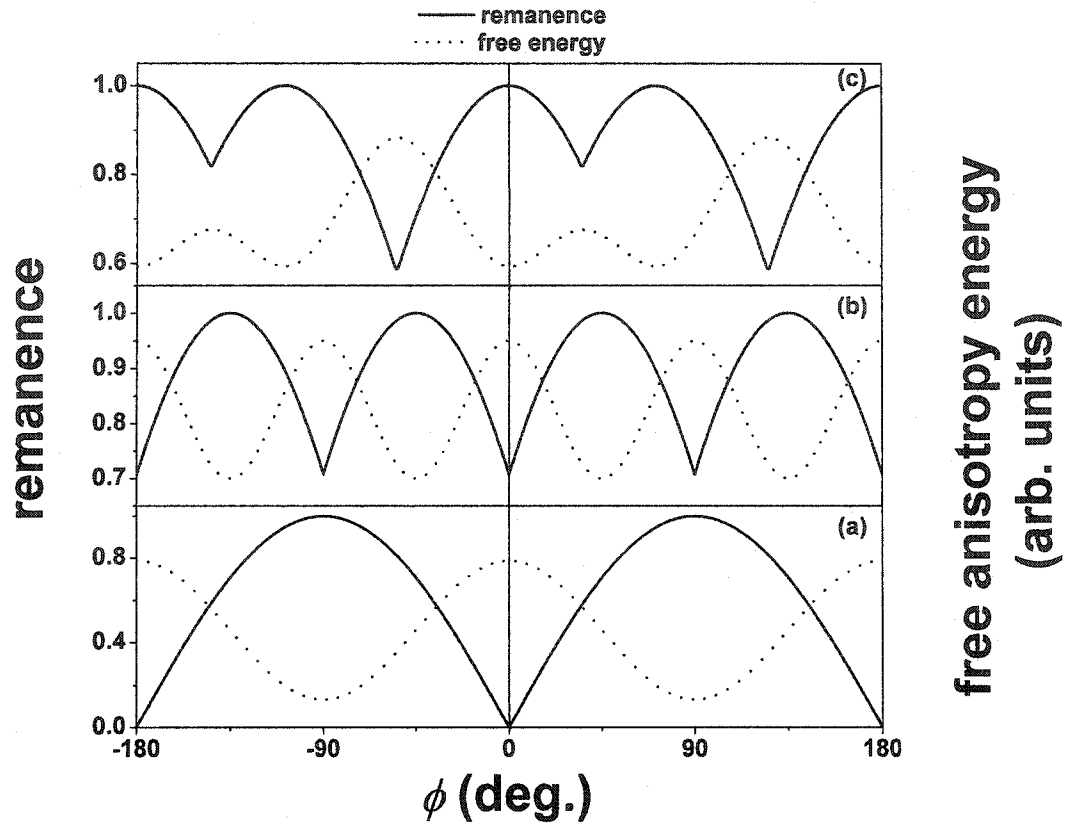 remanence
free energy
(c)
1.0
0.8
0.6
(b)
1.0
0.9
0.8
0.7
(a)
0.8
0.4
0.0
-180
-90
0
90
180
ϕ (deg.)
remanence
free anisotropy energy
(arb. units)